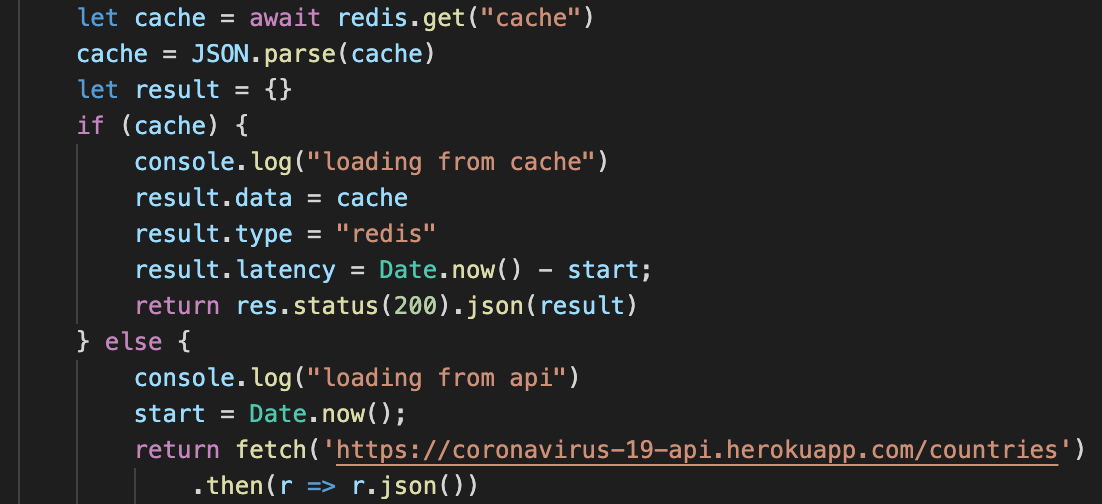 let cache = await redis.get("cache")
cache = JSON.parse(cache)
let result = {}
if (cache) {
console.log("loading from cache")
result.data = cache
result.type = "redis"
result.latency = Date.now() - start;
return res.status(200).json(result)
} else {
console.log("loading from api")
start = Date.now();
return fetch('https://coronavirus-19-api.herokuapp.com/countries')
.then(r => r.json())